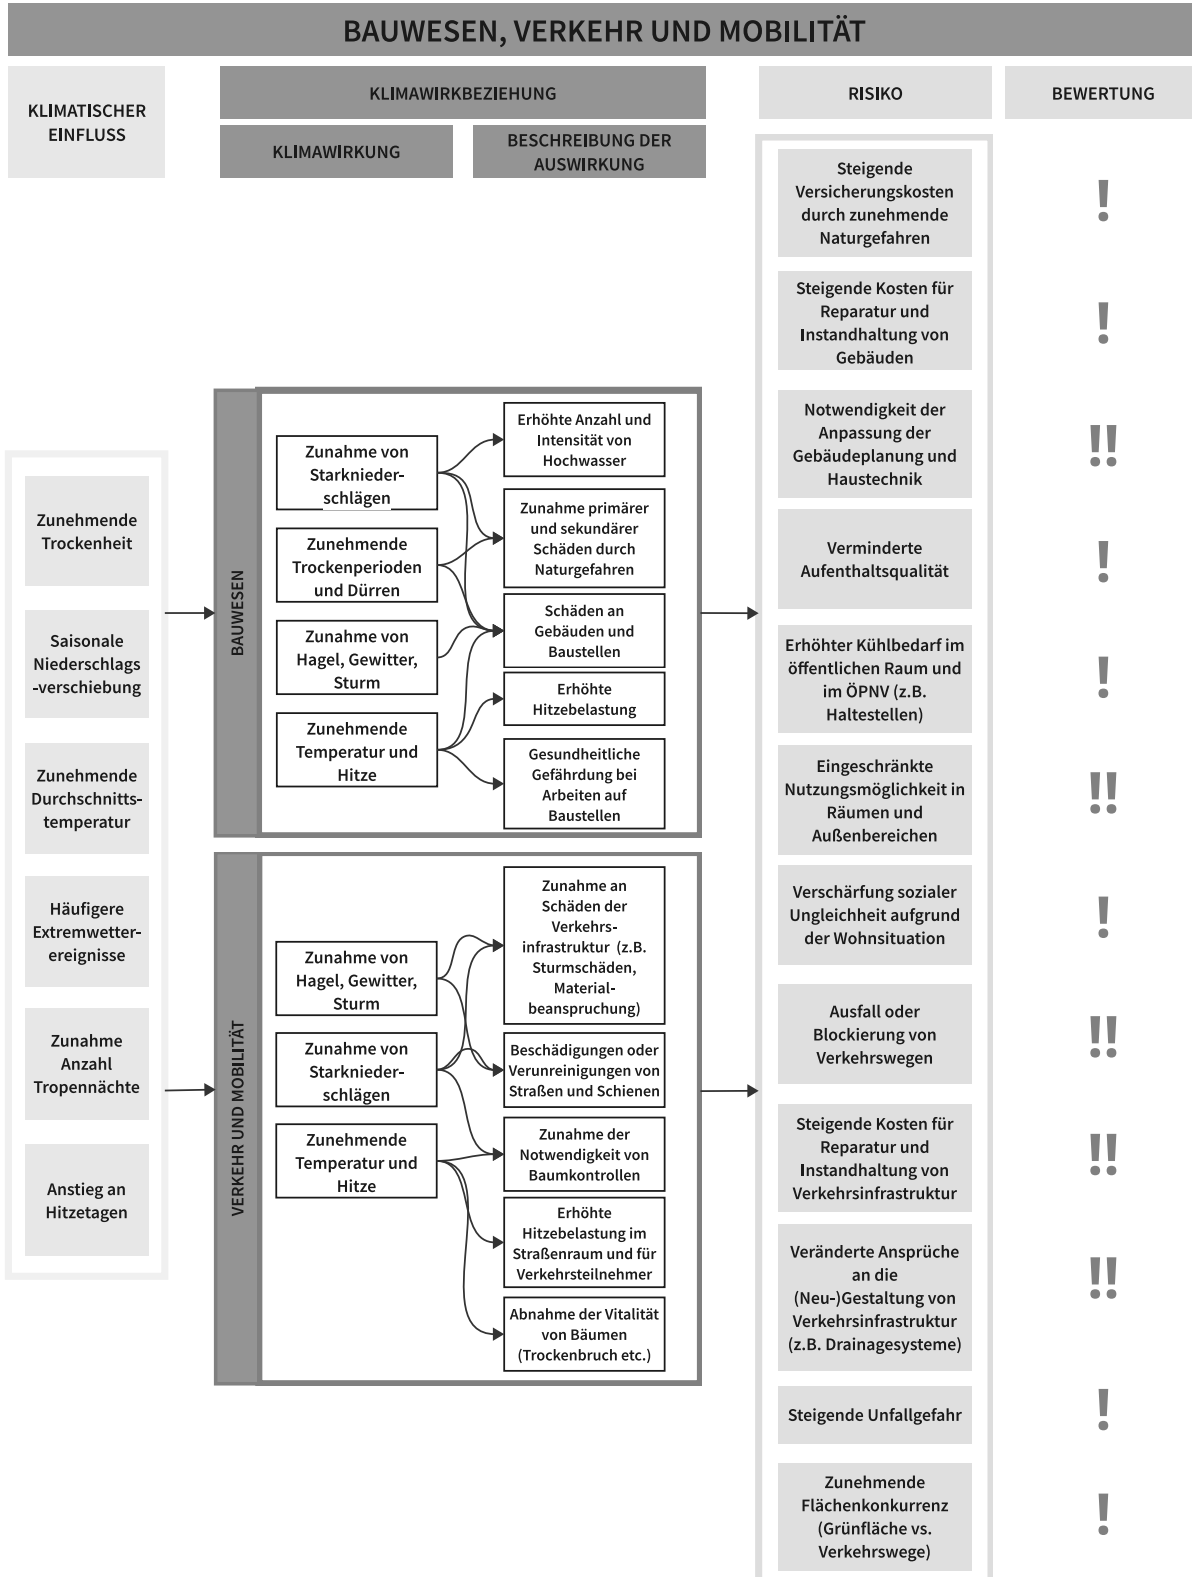 BAUWESEN, VERKEHR UND MOBILITÄT
KLIMATISCHER
EINFLUSS
KLIMAWIRKBEZIEHUNG
KLIMAWIRKUNG
BESCHREIBUNG DER
AUSWIRKUNG
RISIKO
BEWERTUNG
Zunehmende
Trockenheit
Saisonale
Niederschlags
-verschiebung
Zunehmende
Durchschnitts-
temperatur
Häufigere
Extremwetter-
ereignisse
Zunahme
Anzahl
Tropennächte
Anstieg an
Hitzetagen
BAUWESEN
Zunahme von
Starknieder-
schlägen
Zunehmende
Trockenperioden
und Dürren
Zunahme von
Hagel, Gewitter,
Sturm
Zunehmende
Temperatur und
Hitze
Erhöhte Anzahl und
Intensität von
Hochwasser
Zunahme primärer
und sekundärer
Schäden durch
Naturgefahren
Schäden an
Gebäuden und
Baustellen
Erhöhte
Hitzebelastung
Gesundheitliche
Gefährdung bei
Arbeiten auf
Baustellen
VERKEHR UND MOBILITÄT
Zunahme von
Hagel, Gewitter,
Sturm
Zunahme von
Starknieder-
schlägen
Zunehmende
Temperatur und
Hitze
Zunahme an
Schäden der
Verkehrs-
infrastruktur (z.B.
Sturmschäden,
Material-
beanspruchung)
Beschädigungen oder
Verunreinigungen von
Straßen und Schienen
Zunahme der
Notwendigkeit von
Baumkontrollen
Erhöhte
Hitzebelastung im
Straßenraum und für
Verkehrsteilnehmer
Abnahme der Vitalität
von Bäumen
(Trockenbruch etc.)
Steigende
Versicherungskosten
durch zunehmende
Naturgefahren
!
Steigende Kosten für
Reparatur und
Instandhaltung von
Gebäuden
!
Notwendigkeit der
Anpassung der
Gebäudeplanung und
Haustechnik
!!
Verminderte
Aufenthaltsqualität
!
Erhöhter Kühlbedarf im
öffentlichen Raum und
im ÖPNV (z.B.
Haltestellen)
!
Eingeschränkte
Nutzungsmöglichkeit in
Räumen und
Außenbereichen
!!
Verschärfung sozialer
Ungleichheit aufgrund
der Wohnsituation
!
Ausfall oder
Blockierung von
Verkehrswegen
!!
Steigende Kosten für
Reparatur und
Instandhaltung von
Verkehrsinfrastruktur
!!
Veränderte Ansprüche
an die
(Neu-)Gestaltung von
Verkehrsinfrastruktur
(z.B. Drainagesysteme)
!!
Steigende Unfallgefahr
!
Zunehmende
Flächenkonkurrenz
(Grünfläche vs.
Verkehrswege)
!